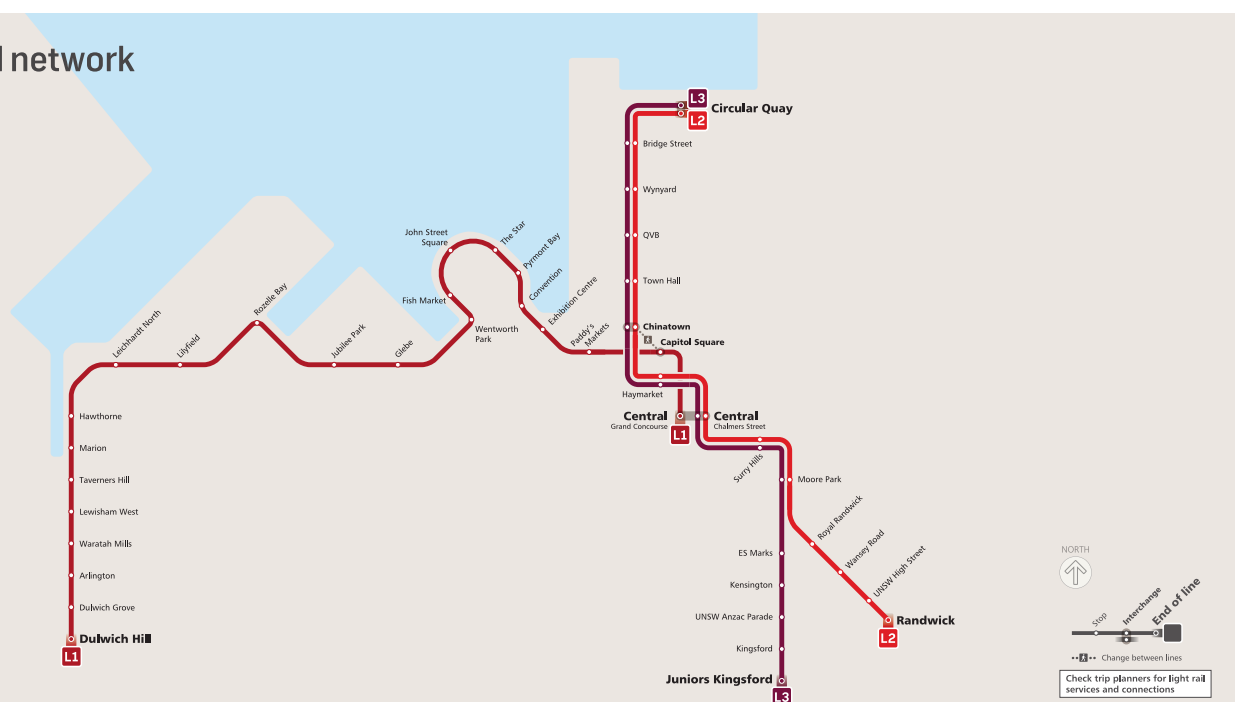 l network
L3
Circular Quay
L2
Bridge Street
Wynyard
QVB
Town Hall
Chinatown
Capitol Square
Haymarket
Central
Grand Concourse
L1
Central
Chalmers Street
Surry Hills
Moore Park
Royal Randwick
Wansey Road
UNSW High Street
Randwick
L2
ES Marks
Kensington
UNSW Anzac Parade
Kingsford
Juniors Kingsford
L3
Paddy's
Markets
Exhibition Centre
Convention
Pyrmont Bay
The Star
John Street
Square
Fish Market
Wentworth
Park
Glebe
Jubilee Park
Rozelle Bay
Lilyfield
Leichhardt North
Hawthorne
Marion
Taverners Hill
Lewisham West
Waratah Mills
Arlington
Dulwich Grove
Dulwich Hill
L1
NORTH
Stop
Interchange
End of line
Change between lines
Check trip planners for light rail
services and connections